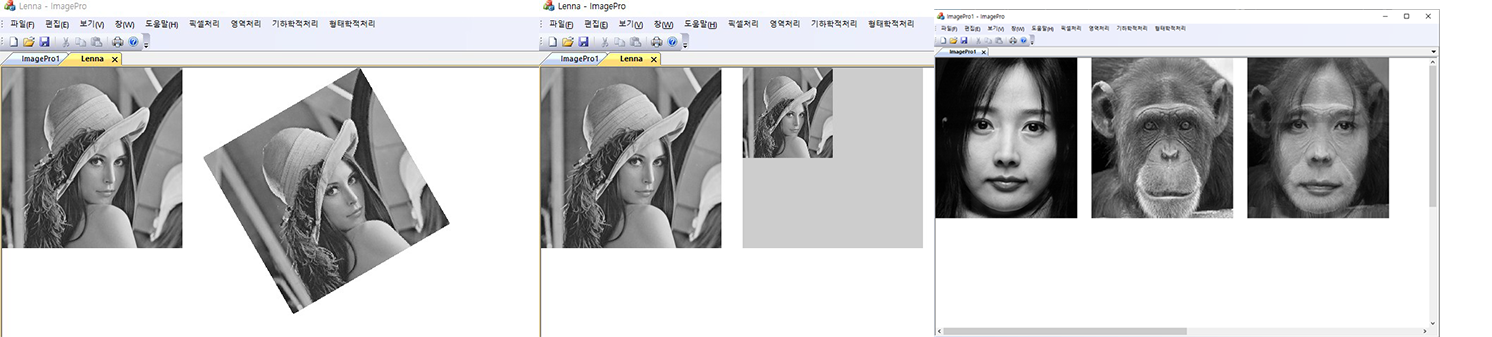 Lenna - ImagePro
파일(F) 편집(E) 보기(V) 창(W) 도움말(H) 픽셀처리 영역처리 기하학적처리 형태학적처리
ImagePro1 Lenna
Lenna - ImagePro
파일(F) 편집(E) 보기(V) 창(W) 도움말(H) 픽셀처리 영역처리 기하학적처리 형태학적처리
ImagePro1 Lenna
ImagePro1 - ImagePro
파일(F) 편집(E) 보기(V) 창(W) 도움말(H) 픽셀처리 영역처리 기하학적처리 형태학적처리
ImagePro1